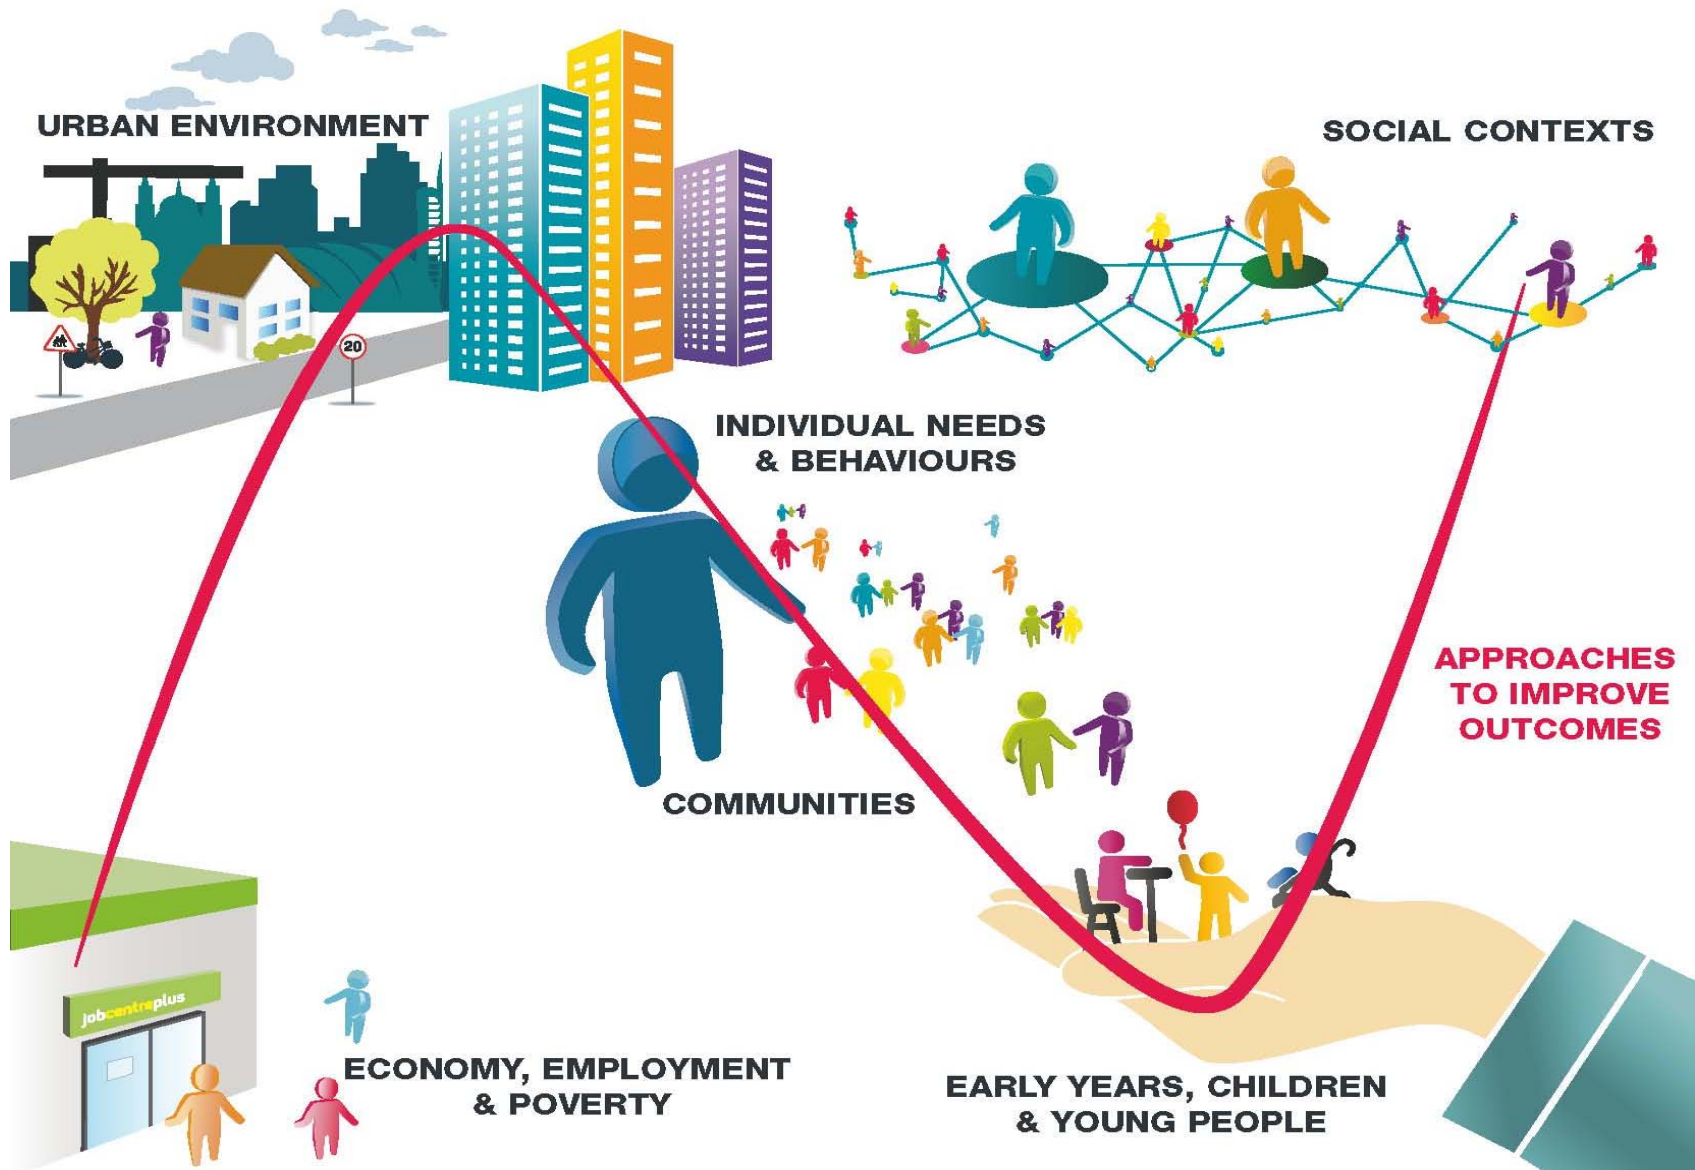 URBAN ENVIRONMENT
SOCIAL CONTEXTS
20
INDIVIDUAL NEEDS
& BEHAVIOURS
APPROACHES
TO IMPROVE
OUTCOMES
COMMUNITIES
jobcentreplus
ECONOMY, EMPLOYMENT
& POVERTY
EARLY YEARS, CHILDREN
& YOUNG PEOPLE